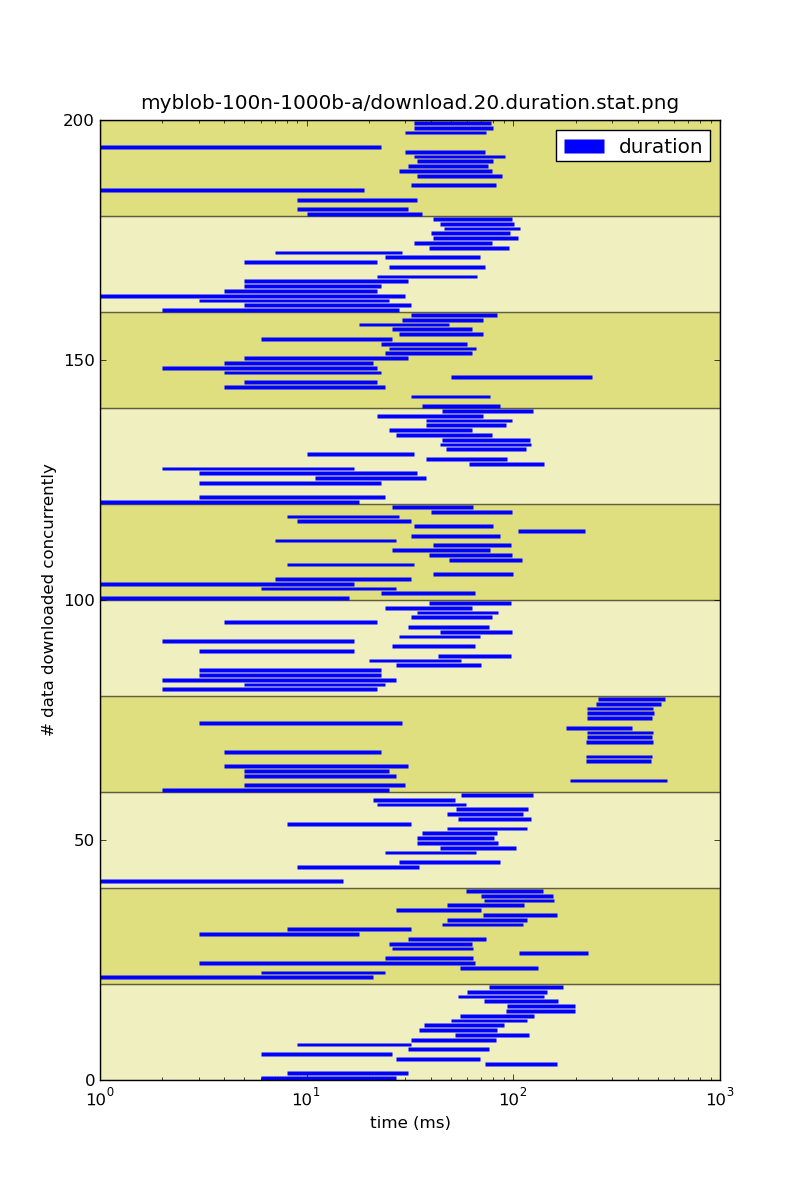 myblob-100n-1000b-a/download.20.duration.stat.png
duration
200
150
100
50
0
# data downloaded concurrently
10^0 10^1 10^2 10^3
time (ms)